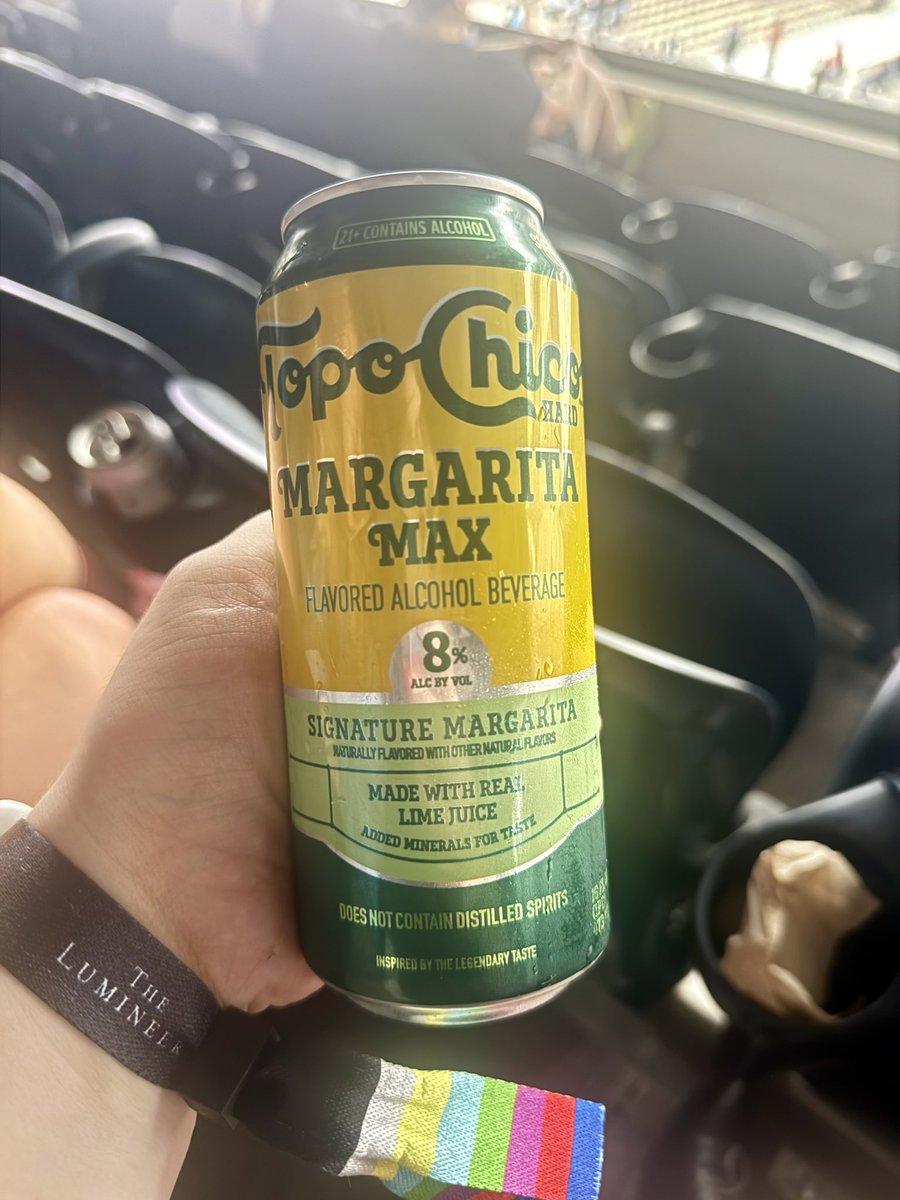 21+ CONTAINS ALCOHOL
Topo Chico
HARD
MARGARITA
MAX
FLAVORED ALCOHOL BEVERAGE
8%
ALC BY VOL
SIGNATURE MARGARITA
NATURALLY FLAVORED WITH OTHER NATURAL FLAVORS
MADE WITH REAL
LIME JUICE
ADDED MINERALS FOR TASTE
DOES NOT CONTAIN DISTILLED SPIRITS
INSPIRED BY THE LEGENDARY TASTE
THE
LUMINEER